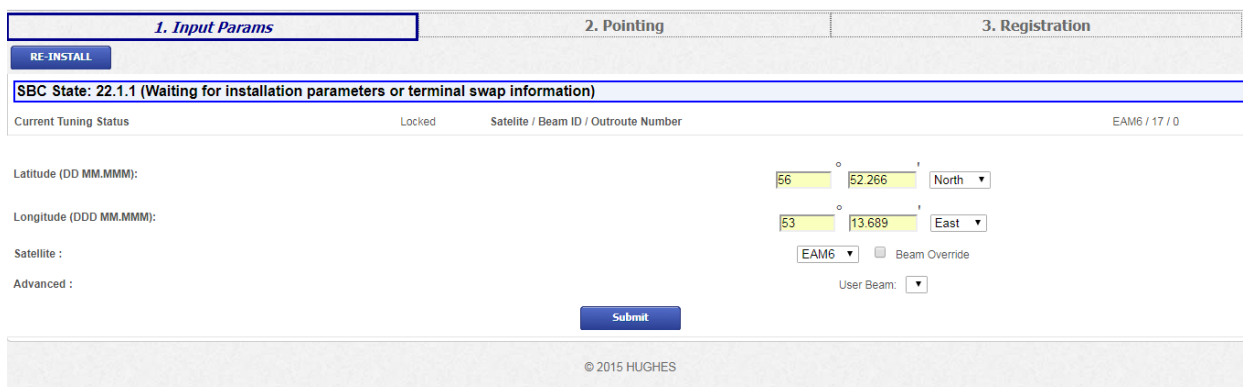 1. Input Params 2. Pointing 3. Registration
RE-INSTALL
SBC State: 22.1.1 (Waiting for installation parameters or terminal swap information)
Current Tuning Status Locked Satelite / Beam ID / Outroute Number EAM6 / 17 / 0
Latitude (DD MM.MMM): 56 ° 52.266 ' North
Longitude (DDD MM.MMM): 53 ° 13.689 ' East
Satellite : EAM6 Beam Override
Advanced : User Beam:
Submit
© 2015 HUGHES